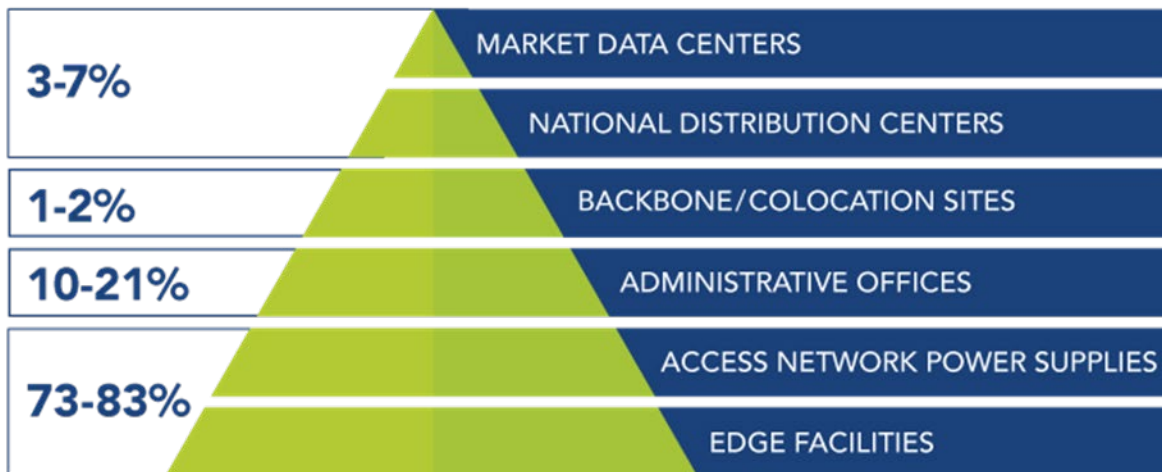 3-7%
MARKET DATA CENTERS
NATIONAL DISTRIBUTION CENTERS
1-2%
BACKBONE/COLOCATION SITES
10-21%
ADMINISTRATIVE OFFICES
73-83%
ACCESS NETWORK POWER SUPPLIES
EDGE FACILITIES